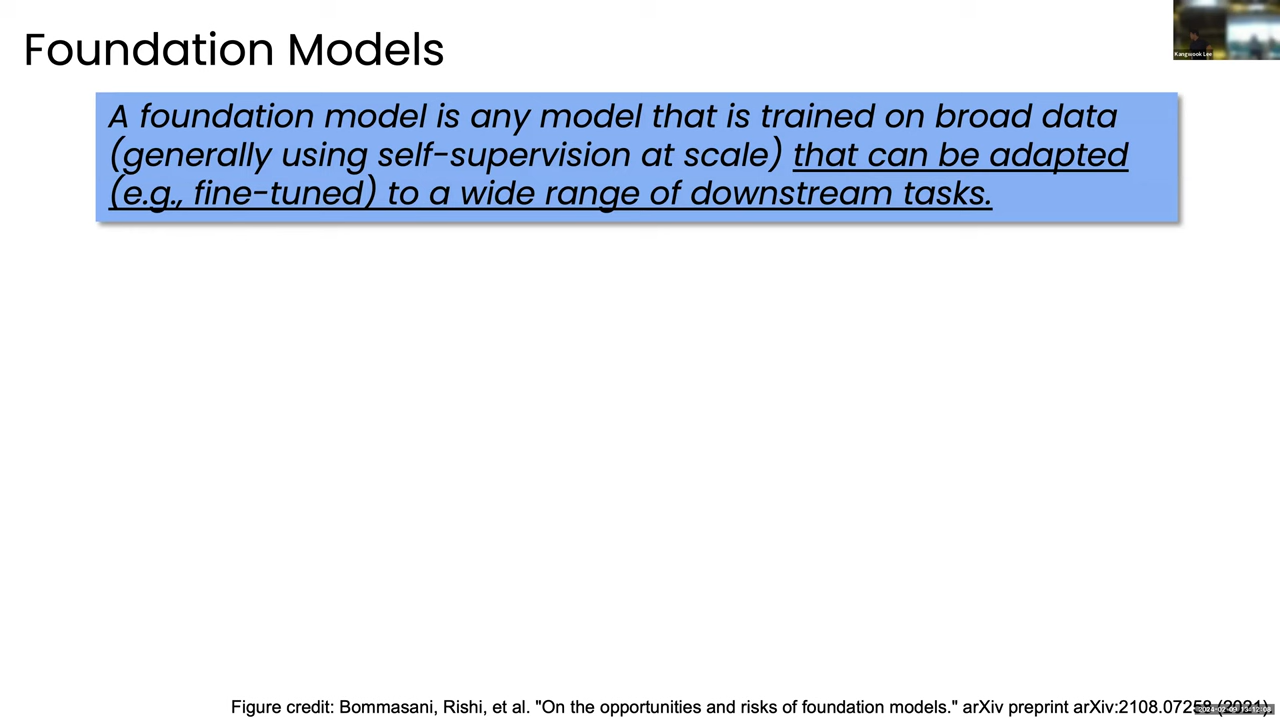 Foundation Models
Kangwook Lee
A foundation model is any model that is trained on broad data
(generally using self-supervision at scale) that can be adapted
(e.g., fine-tuned) to a wide range of downstream tasks.
Figure credit: Bommasani, Rishi, et al. "On the opportunities and risks of foundation models." arXiv preprint arXiv:2108.07258 (2021).